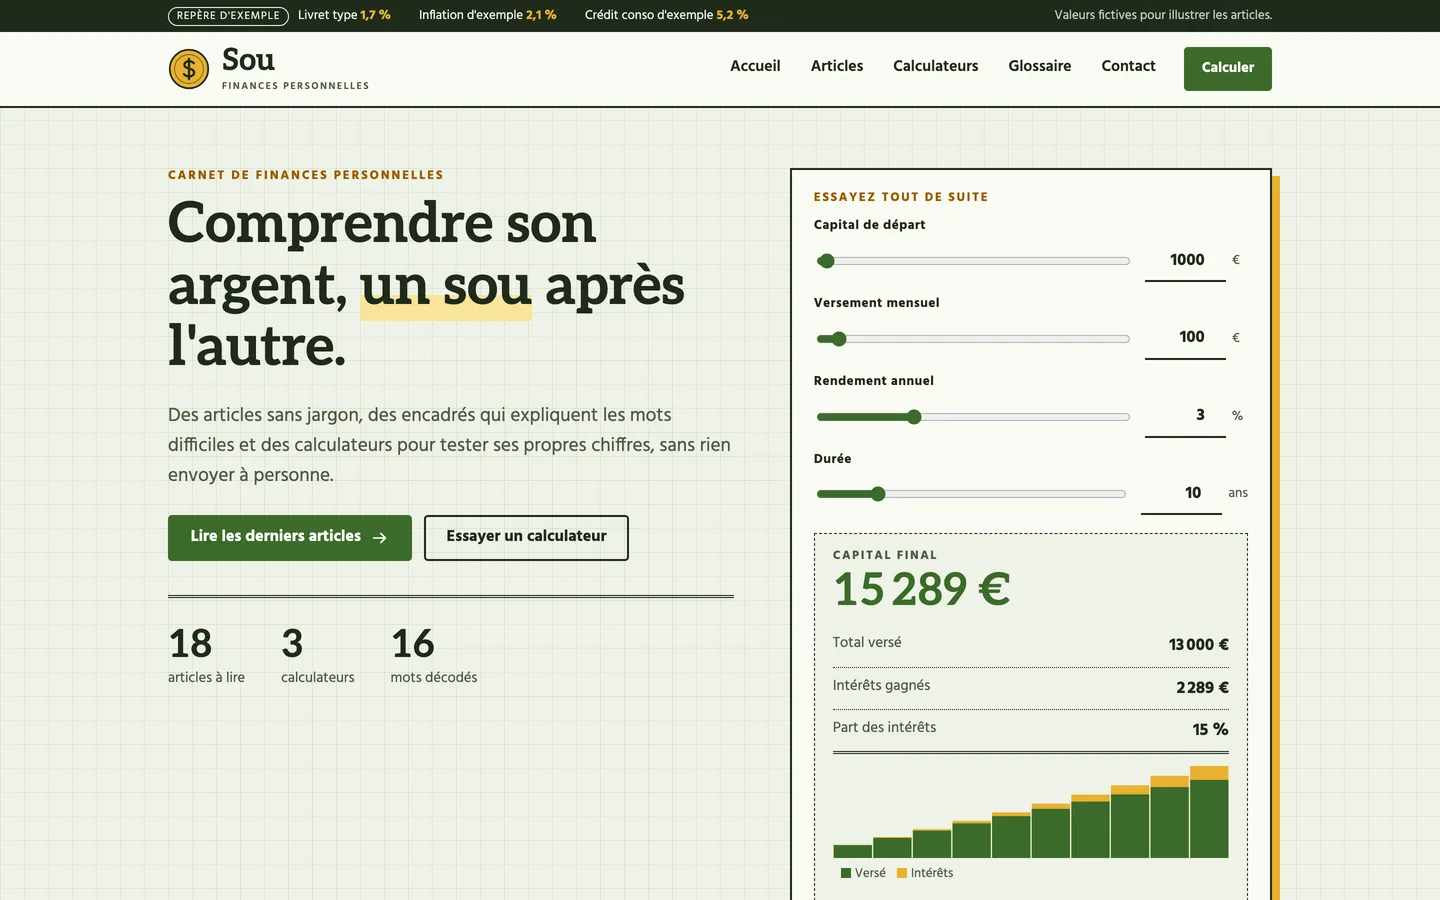 REPÈRE D'EXEMPLE Livret type 1,7 % Inflation d'exemple 2,1 % Crédit conso d'exemple 5,2 % Valeurs fictives pour illustrer les articles.
$ Sou
FINANCES PERSONNELLES
Accueil Articles Calculateurs Glossaire Contact Calculer
CARNET DE FINANCES PERSONNELLES
Comprendre son
argent, un sou après
l'autre.
Des articles sans jargon, des encadrés qui expliquent les mots
difficiles et des calculateurs pour tester ses propres chiffres, sans rien
envoyer à personne.
Lire les derniers articles → Essayer un calculateur
18 3 16
articles à lire calculateurs mots décodés
ESSAYEZ TOUT DE SUITE
Capital de départ
1000 €
Versement mensuel
100 €
Rendement annuel
3 %
Durée
10 ans
CAPITAL FINAL
15 289 €
Total versé 13 000 €
Intérêts gagnés 2 289 €
Part des intérêts 15 %
Versé Intérêts